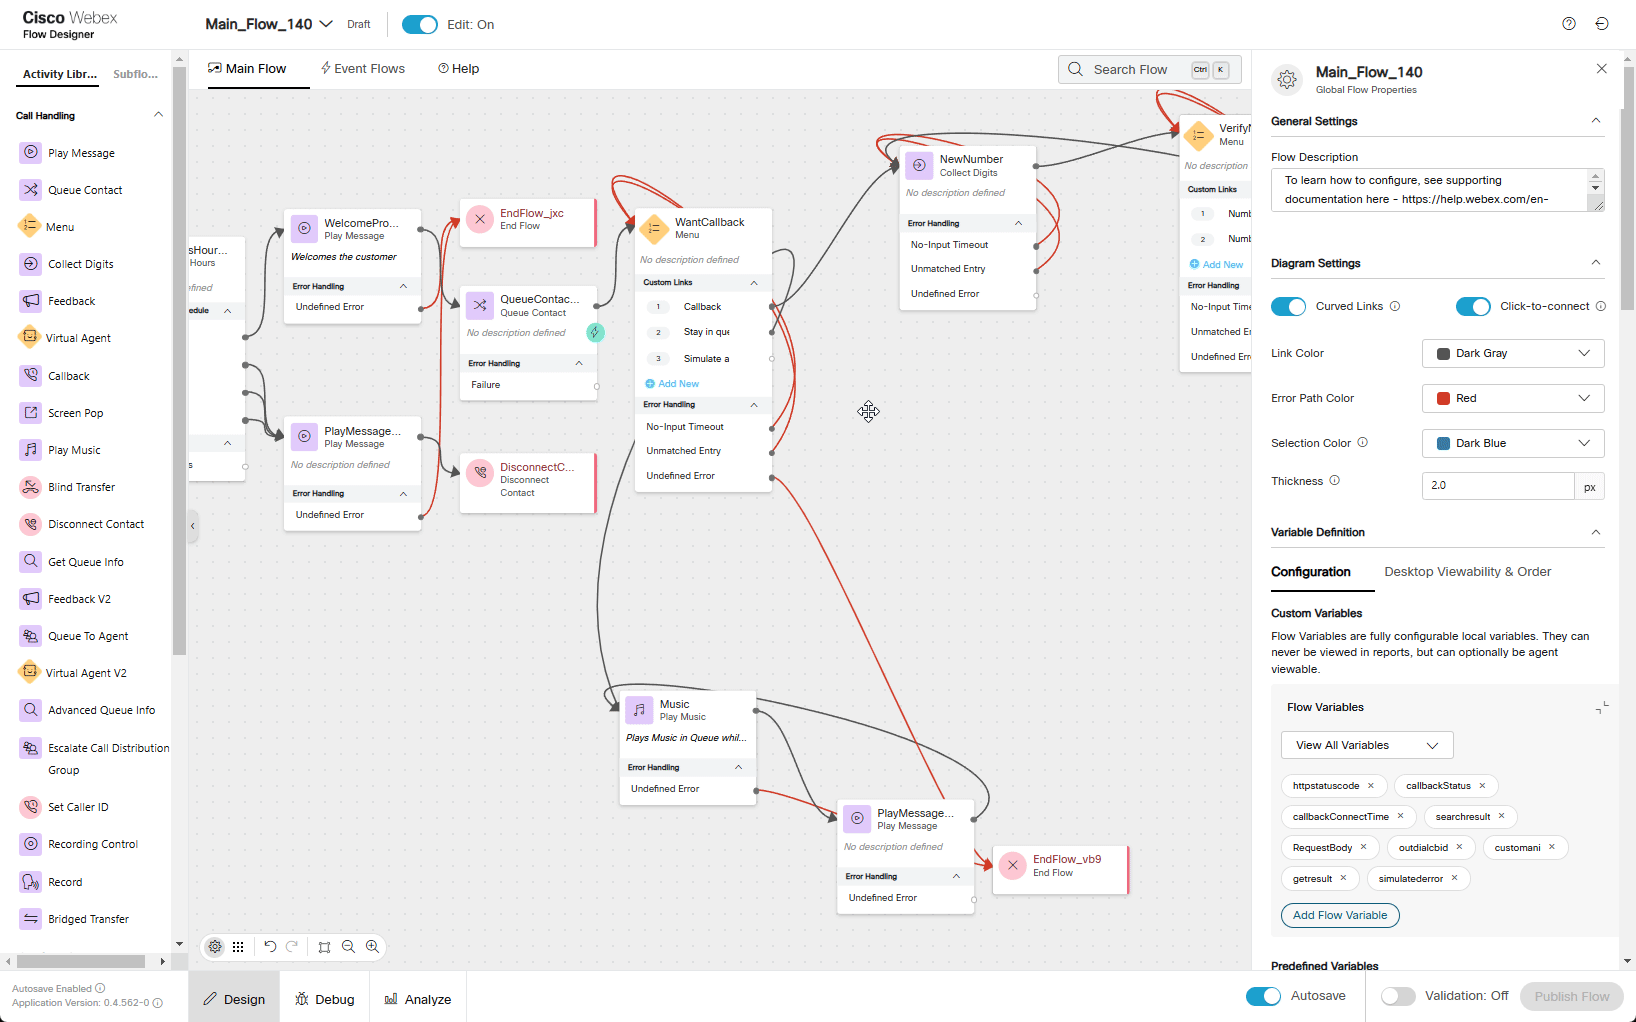 Cisco Webex
Flow Designer
Main_Flow_140
Draft
Edit: On
Activity Libr...
Subflo...
Main Flow
Event Flows
Help
Search Flow
Ctrl
K
Call Handling
Play Message
Queue Contact
Menu
Collect Digits
Feedback
Virtual Agent
Callback
Screen Pop
Play Music
Blind Transfer
Disconnect Contact
Get Queue Info
Feedback V2
Queue To Agent
Virtual Agent V2
Advanced Queue Info
Escalate Call Distribution
Group
Set Caller ID
Recording Control
Record
Bridged Transfer
Autosave Enabled
Application Version: 0.4.562-0
sHour...
Hours
efined
edule
s
WelcomePro...
Play Message
Welcomes the customer
Error Handling
Undefined Error
PlayMessage...
Play Message
No description defined
Error Handling
Undefined Error
EndFlow_jxc
End Flow
QueueContac...
Queue Contact
No description defined
Error Handling
Failure
DisconnectC...
Disconnect
Contact
WantCallback
Menu
No description defined
Custom Links
1 Callback
2 Stay in que
3 Simulate a
Add New
Error Handling
No-Input Timeout
Unmatched Entry
Undefined Error
NewNumber
Collect Digits
No description defined
Error Handling
No-Input Timeout
Unmatched Entry
Undefined Error
VerifyN
Menu
No description
Custom Links
1 Numb
2 Numb
Add New
Error Handling
No-Input Time
Unmatched En
Undefined Erro
Music
Play Music
Plays Music in Queue whil...
Error Handling
Undefined Error
PlayMessage...
Play Message
No description defined
Error Handling
Undefined Error
EndFlow_vb9
End Flow
Main_Flow_140
Global Flow Properties
General Settings
Flow Description
To learn how to configure, see supporting
documentation here - https://help.webex.com/en-
Diagram Settings
Curved Links
Click-to-connect
Link Color
Dark Gray
Error Path Color
Red
Selection Color
Dark Blue
Thickness
2.0
px
Variable Definition
Configuration
Desktop Viewability & Order
Custom Variables
Flow Variables are fully configurable local variables. They can
never be viewed in reports, but can optionally be agent
viewable.
Flow Variables
View All Variables
httpstatuscode ×
callbackStatus ×
callbackConnectTime ×
searchresult ×
RequestBody ×
outdialcbid ×
customani ×
getresult ×
simulatederror ×
Add Flow Variable
Predefined Variables
Design
Debug
Analyze
Autosave
Validation: Off
Publish Flow